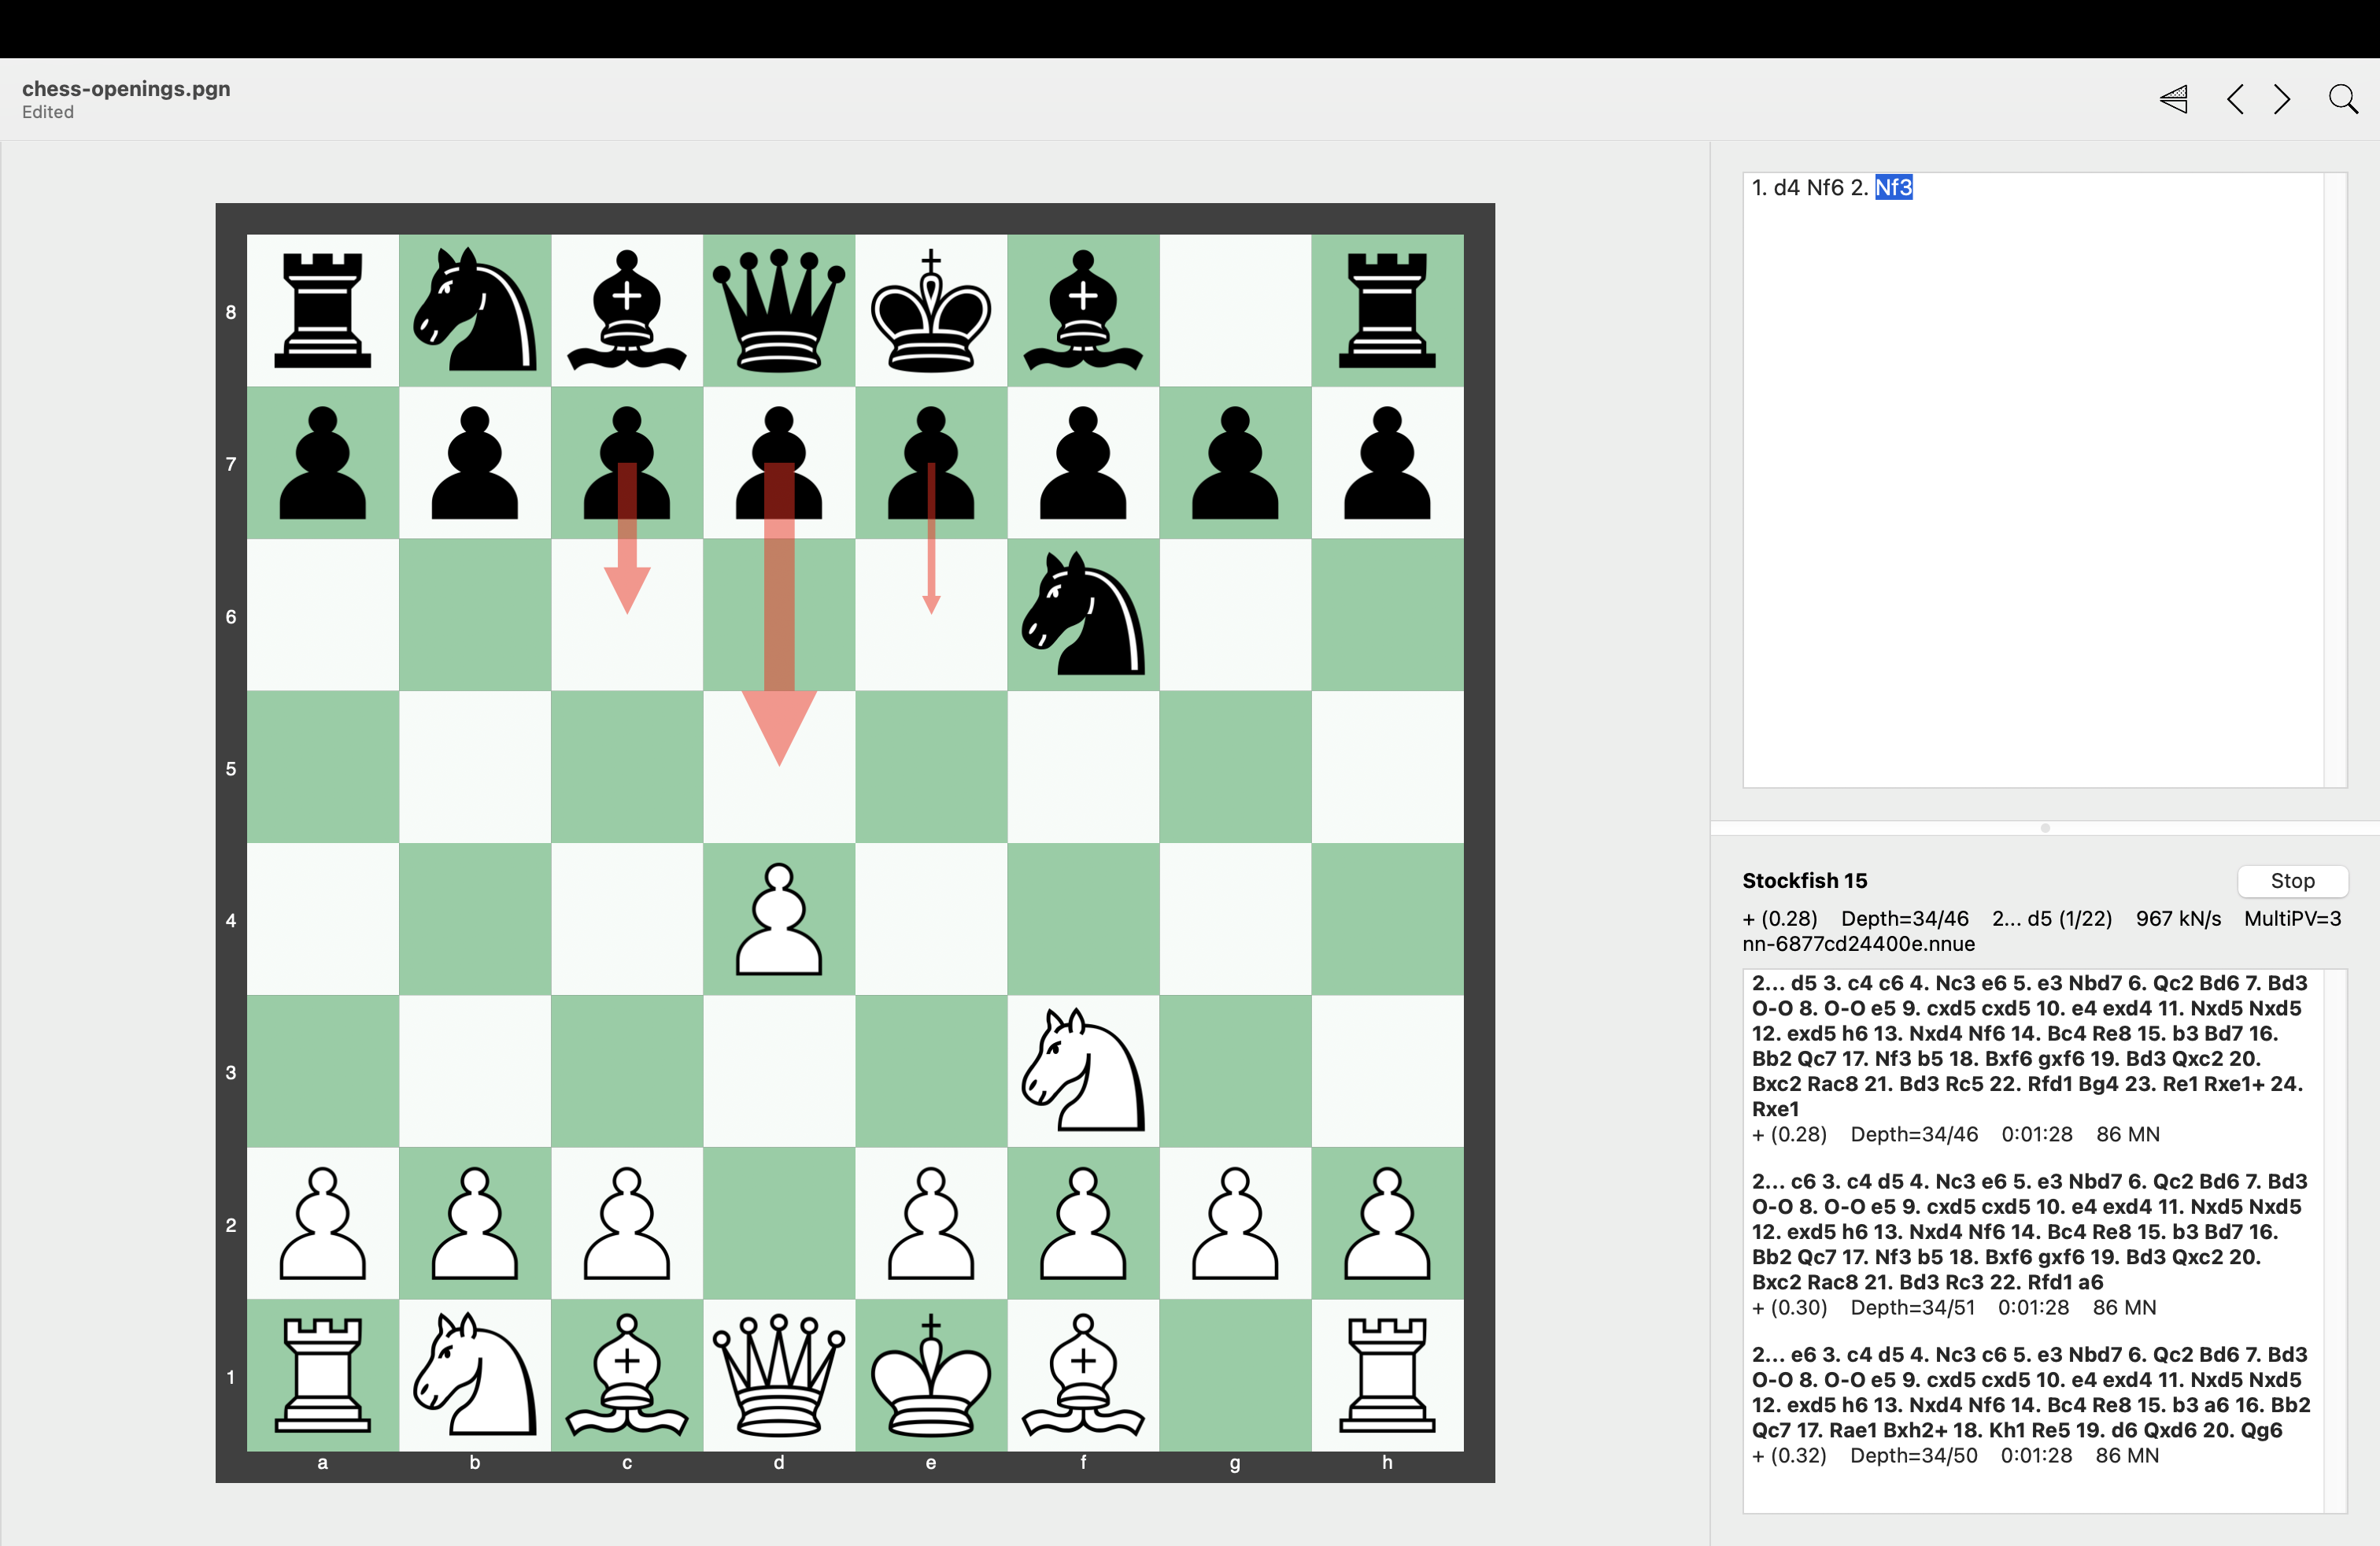 chess-openings.pgn
Edited
1. d4 Nf6 2. Nf3
8
7
6
5
4
3
2
1
a b c d e f g h
Stockfish 15
Stop
+ (0.28) Depth=34/46 2... d5 (1/22) 967 kN/s MultiPV=3
nn-6877cd24400e.nnue
2... d5 3. c4 c6 4. Nc3 e6 5. e3 Nbd7 6. Qc2 Bd6 7. Bd3
O-O 8. O-O e5 9. cxd5 cxd5 10. e4 exd4 11. Nxd5 Nxd5
12. exd5 h6 13. Nxd4 Nf6 14. Bc4 Re8 15. b3 Bd7 16.
Bb2 Qc7 17. Nf3 b5 18. Bxf6 gxf6 19. Bd3 Qxc2 20.
Bxc2 Rac8 21. Bd3 Rc5 22. Rfd1 Bg4 23. Re1 Rxe1+ 24.
Rxe1
+ (0.28) Depth=34/46 0:01:28 86 MN
2... c6 3. c4 d5 4. Nc3 e6 5. e3 Nbd7 6. Qc2 Bd6 7. Bd3
O-O 8. O-O e5 9. cxd5 cxd5 10. e4 exd4 11. Nxd5 Nxd5
12. exd5 h6 13. Nxd4 Nf6 14. Bc4 Re8 15. b3 Bd7 16.
Bb2 Qc7 17. Nf3 b5 18. Bxf6 gxf6 19. Bd3 Qxc2 20.
Bxc2 Rac8 21. Bd3 Rc3 22. Rfd1 a6
+ (0.30) Depth=34/51 0:01:28 86 MN
2... e6 3. c4 d5 4. Nc3 c6 5. e3 Nbd7 6. Qc2 Bd6 7. Bd3
O-O 8. O-O e5 9. cxd5 cxd5 10. e4 exd4 11. Nxd5 Nxd5
12. exd5 h6 13. Nxd4 Nf6 14. Bc4 Re8 15. b3 a6 16. Bb2
Qc7 17. Rae1 Bxh2+ 18. Kh1 Re5 19. d6 Qxd6 20. Qg6
+ (0.32) Depth=34/50 0:01:28 86 MN